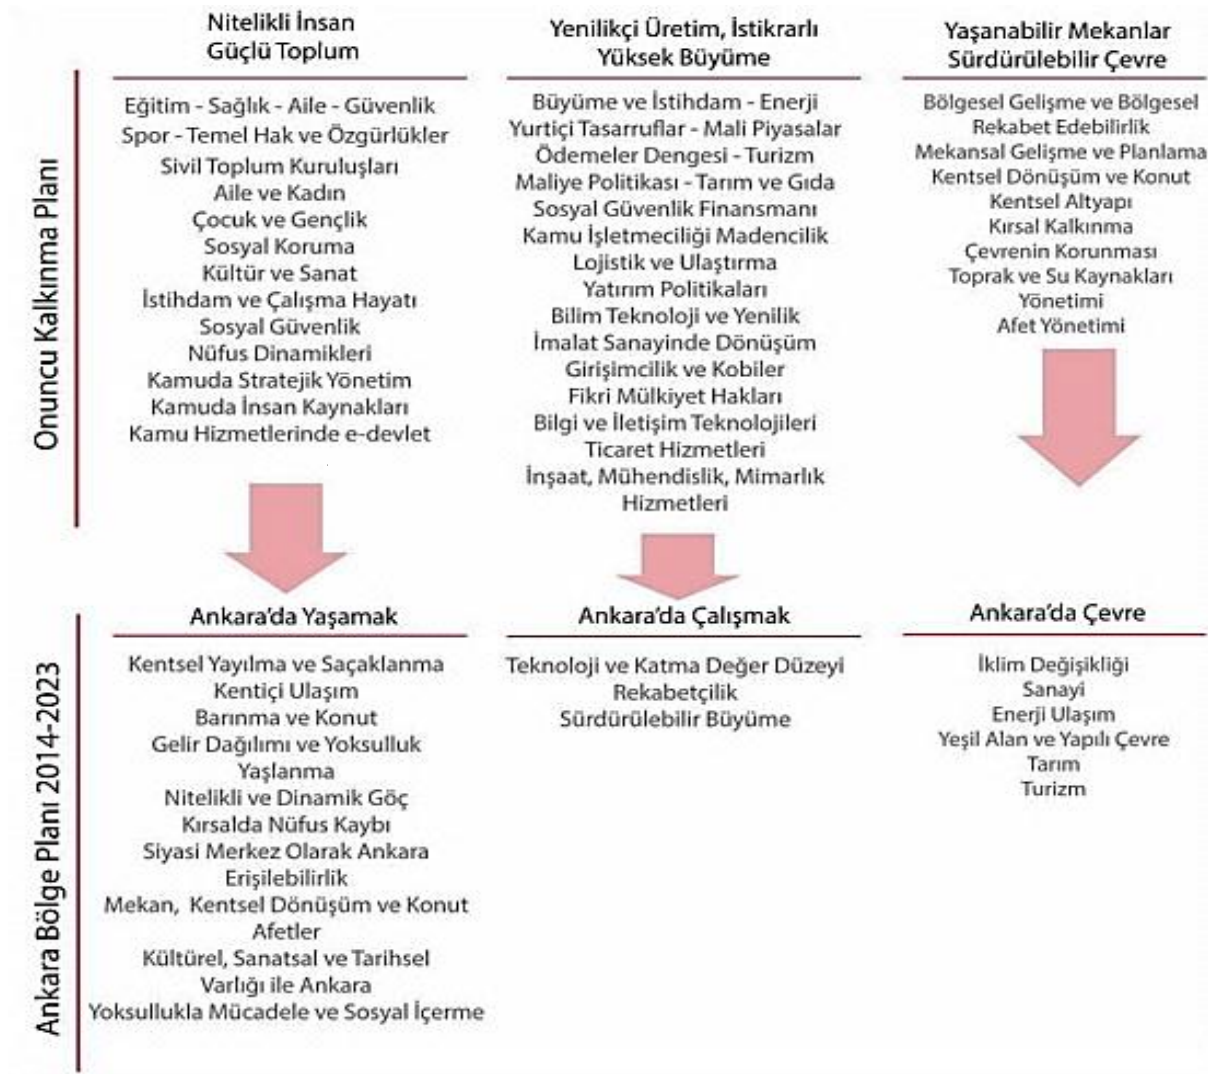 Onuncu Kalkınma Planı
Nitelikli İnsan
Güçlü Toplum
Eğitim - Sağlık - Aile - Güvenlik
Spor - Temel Hak ve Özgürlükler
Sivil Toplum Kuruluşları
Aile ve Kadın
Çocuk ve Gençlik
Sosyal Koruma
Kültür ve Sanat
İstihdam ve Çalışma Hayatı
Sosyal Güvenlik
Nüfus Dinamikleri
Kamuda Stratejik Yönetim
Kamuda İnsan Kaynakları
Kamu Hizmetlerinde e-devlet
Yenilikçi Üretim, İstikrarlı
Yüksek Büyüme
Büyüme ve İstihdam - Enerji
Yurtiçi Tasarruflar - Mali Piyasalar
Ödemeler Dengesi - Turizm
Maliye Politikası - Tarım ve Gıda
Sosyal Güvenlik Finansmanı
Kamu İşletmeciliği Madencilik
Lojistik ve Ulaştırma
Yatırım Politikaları
Bilim Teknoloji ve Yenilik
İmalat Sanayinde Dönüşüm
Girişimcilik ve Kobiler
Fikri Mülkiyet Hakları
Bilgi ve İletişim Teknolojileri
Ticaret Hizmetleri
İnşaat, Mühendislik, Mimarlık
Hizmetleri
Yaşanabilir Mekanlar
Sürdürülebilir Çevre
Bölgesel Gelişme ve Bölgesel
Rekabet Edebilirlik
Mekansal Gelişme ve Planlama
Kentsel Dönüşüm ve Konut
Kentsel Altyapı
Kırsal Kalkınma
Çevrenin Korunması
Toprak ve Su Kaynakları
Yönetimi
Afet Yönetimi
Ankara Bölge Planı 2014-2023
Ankara'da Yaşamak
Kentsel Yayılma ve Saçaklanma
Kentiçi Ulaşım
Barınma ve Konut
Gelir Dağılımı ve Yoksulluk
Yaşlanma
Nitelikli ve Dinamik Göç
Kırsalda Nüfus Kaybı
Siyasi Merkez Olarak Ankara
Erişilebilirlik
Mekan, Kentsel Dönüşüm ve Konut
Afetler
Kültürel, Sanatsal ve Tarihsel
Varlığı ile Ankara
Yoksullukla Mücadele ve Sosyal İçerme
Ankara'da Çalışmak
Teknoloji ve Katma Değer Düzeyi
Rekabetçilik
Sürdürülebilir Büyüme
Ankara'da Çevre
İklim Değişikliği
Sanayi
Enerji Ulaşım
Yeşil Alan ve Yapılı Çevre
Tarım
Turizm